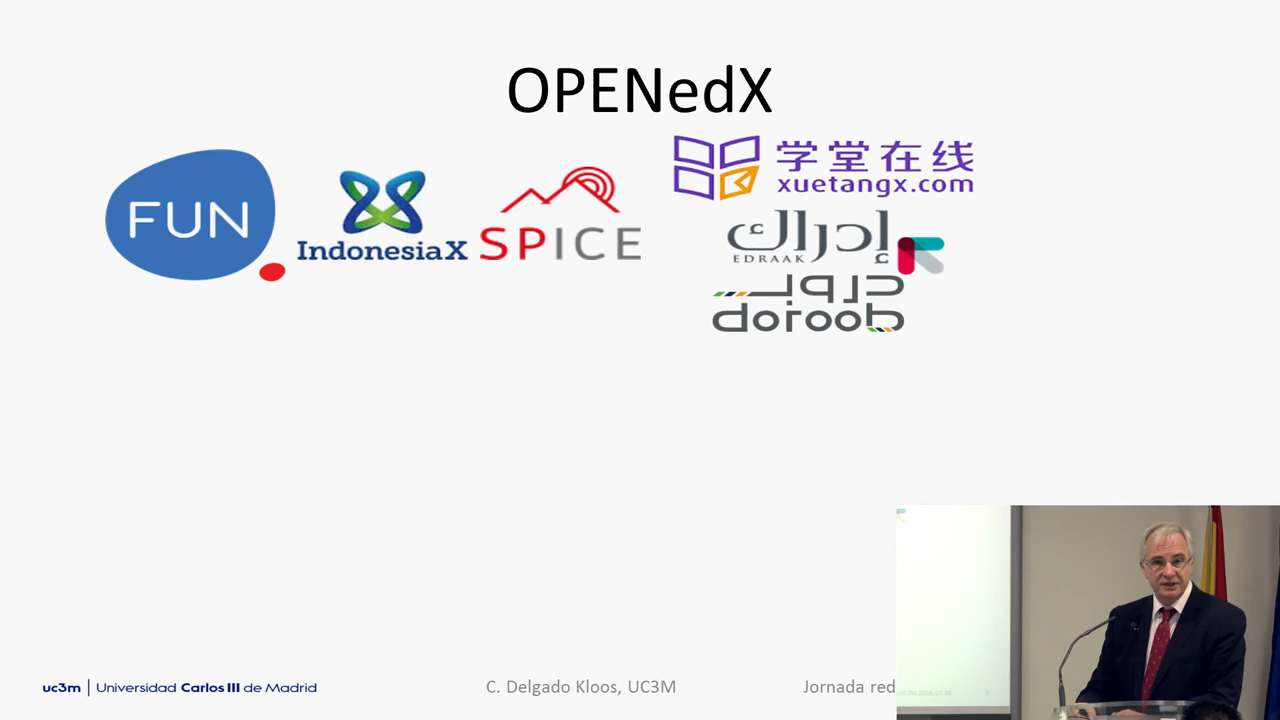 OPENedX
FUN
IndonesiaX
SPICE
学堂在线
xuetangx.com
إدراك
EDRAAK
دروب
doroob
uc3m | Universidad Carlos III de Madrid
C. Delgado Kloos, UC3M
Jornada red